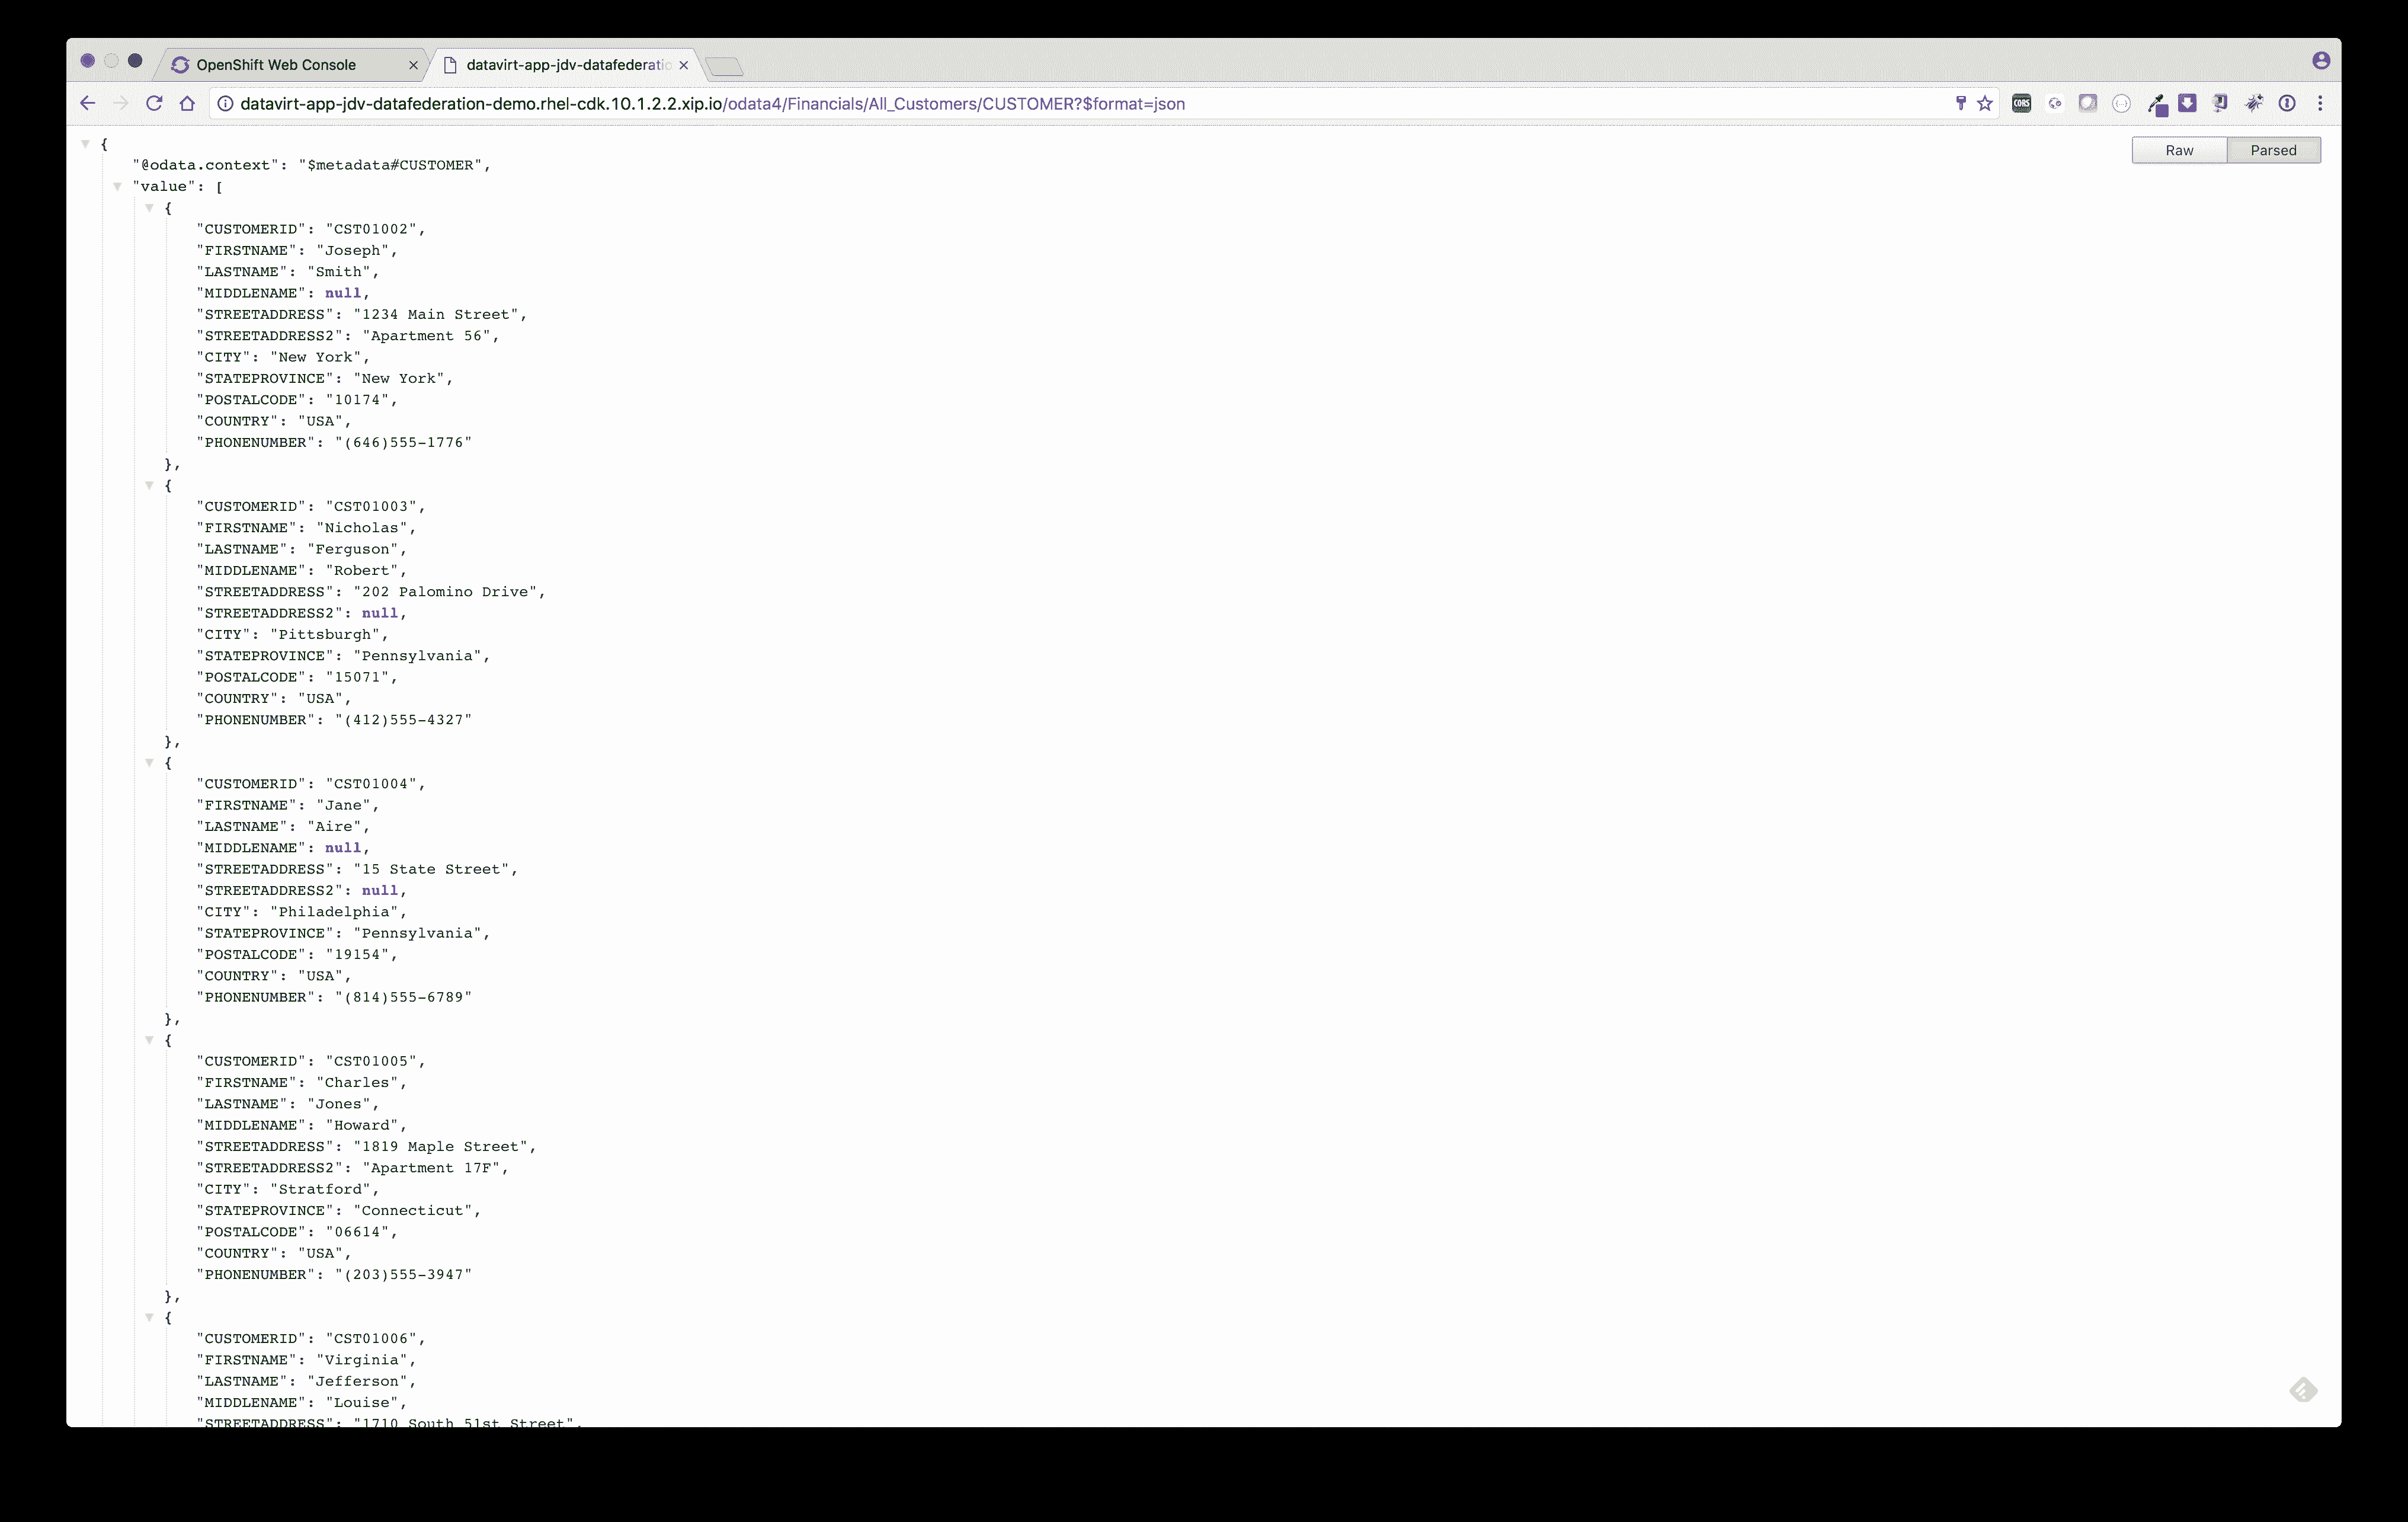 OpenShift Web Console
datavirt-app-jdv-datafederatio
datavirt-app-jdv-datafederation-demo.rhel-cdk.10.1.2.2.xip.io/odata4/Financials/All_Customers/CUSTOMER?$format=json
CORS
Raw
Parsed
{
"@odata.context": "$metadata#CUSTOMER",
"value": [
{
"CUSTOMERID": "CST01002",
"FIRSTNAME": "Joseph",
"LASTNAME": "Smith",
"MIDDLENAME": null,
"STREETADDRESS": "1234 Main Street",
"STREETADDRESS2": "Apartment 56",
"CITY": "New York",
"STATEPROVINCE": "New York",
"POSTALCODE": "10174",
"COUNTRY": "USA",
"PHONENUMBER": "(646)555-1776"
},
{
"CUSTOMERID": "CST01003",
"FIRSTNAME": "Nicholas",
"LASTNAME": "Ferguson",
"MIDDLENAME": "Robert",
"STREETADDRESS": "202 Palomino Drive",
"STREETADDRESS2": null,
"CITY": "Pittsburgh",
"STATEPROVINCE": "Pennsylvania",
"POSTALCODE": "15071",
"COUNTRY": "USA",
"PHONENUMBER": "(412)555-4327"
},
{
"CUSTOMERID": "CST01004",
"FIRSTNAME": "Jane",
"LASTNAME": "Aire",
"MIDDLENAME": null,
"STREETADDRESS": "15 State Street",
"STREETADDRESS2": null,
"CITY": "Philadelphia",
"STATEPROVINCE": "Pennsylvania",
"POSTALCODE": "19154",
"COUNTRY": "USA",
"PHONENUMBER": "(814)555-6789"
},
{
"CUSTOMERID": "CST01005",
"FIRSTNAME": "Charles",
"LASTNAME": "Jones",
"MIDDLENAME": "Howard",
"STREETADDRESS": "1819 Maple Street",
"STREETADDRESS2": "Apartment 17F",
"CITY": "Stratford",
"STATEPROVINCE": "Connecticut",
"POSTALCODE": "06614",
"COUNTRY": "USA",
"PHONENUMBER": "(203)555-3947"
},
{
"CUSTOMERID": "CST01006",
"FIRSTNAME": "Virginia",
"LASTNAME": "Jefferson",
"MIDDLENAME": "Louise",
"STREETADDRESS": "1710 South 51st Street",